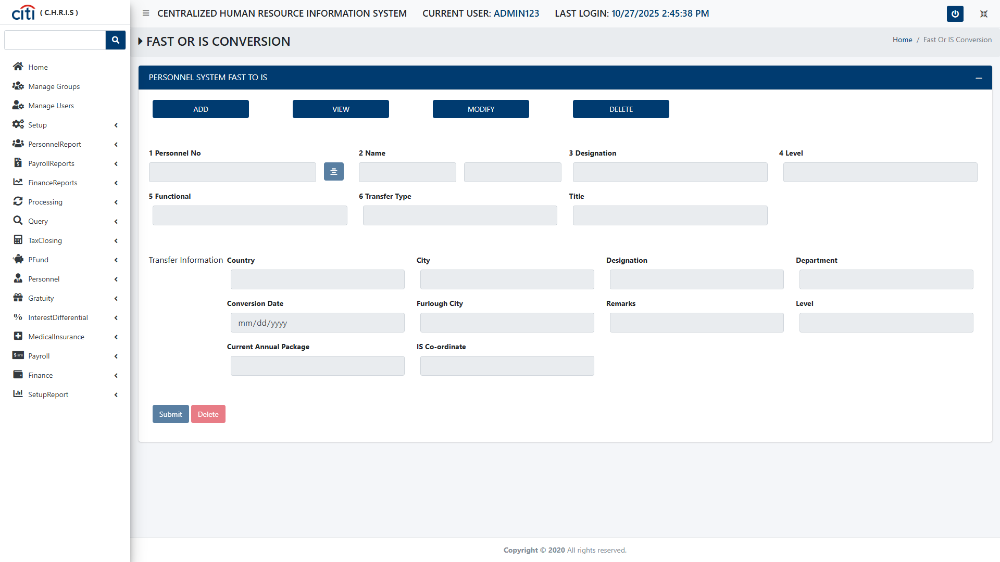 citi ( C.H.R.I.S )
CENTRALIZED HUMAN RESOURCE INFORMATION SYSTEM CURRENT USER: ADMIN123 LAST LOGIN: 10/27/2025 2:45:38 PM
FAST OR IS CONVERSION
Home / Fast Or IS Conversion
Home
Manage Groups
Manage Users
Setup
PersonnelReport
PayrollReports
FinanceReports
Processing
Query
TaxClosing
PFund
Personnel
Gratuity
InterestDifferential
MedicalInsurance
Payroll
Finance
SetupReport
PERSONNEL SYSTEM FAST TO IS
ADD VIEW MODIFY DELETE
1 Personnel No 2 Name 3 Designation 4 Level
5 Functional 6 Transfer Type Title
Transfer Information Country City Designation Department
Conversion Date Furlough City Remarks Level
mm/dd/yyyy
Current Annual Package IS Co-ordinate
Submit Delete
Copyright © 2020 All rights reserved.